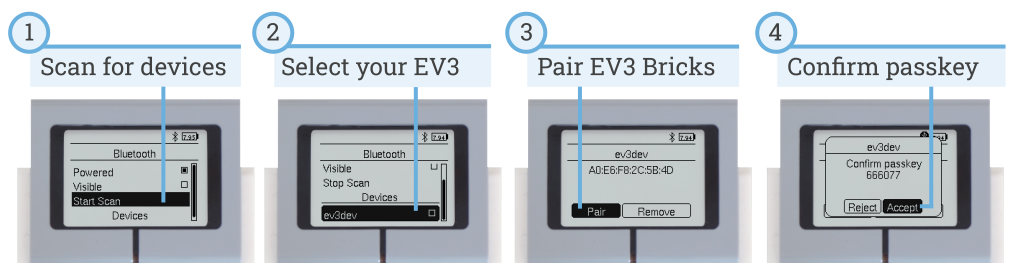 1
Scan for devices
7.95
Bluetooth
Powered
Visible
Start Scan
Devices
2
Select your EV3
7.94
Bluetooth
Visible
Stop Scan
Devices
ev3dev
3
Pair EV3 Bricks
7.94
ev3dev
A0:E6:F8:2C:5B:4D
Pair
Remove
4
Confirm passkey
ev3dev
Confirm passkey
666077
Reject
Accept